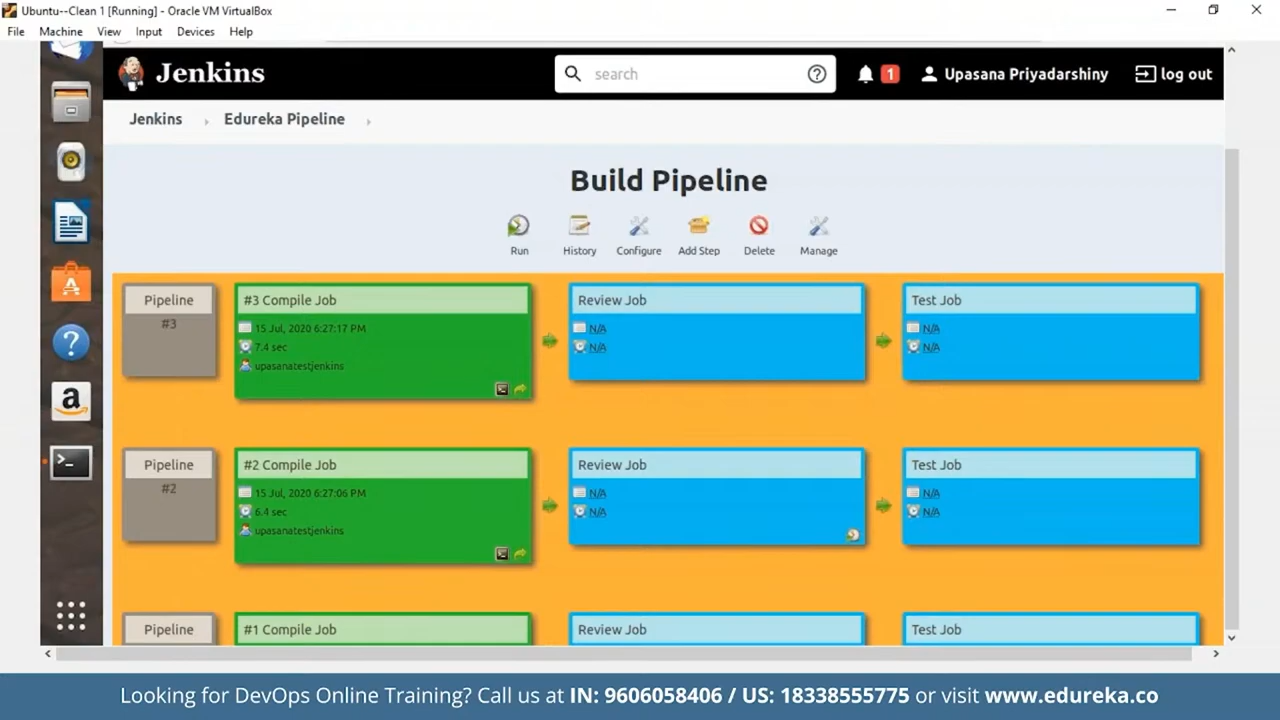 Ubuntu--Clean 1 [Running] - Oracle VM VirtualBox
File Machine View Input Devices Help
Jenkins
search
1
Upasana Priyadarshiny
log out
Jenkins
Edureka Pipeline
Build Pipeline
Run
History
Configure
Add Step
Delete
Manage
Pipeline
#3
#3 Compile Job
15 Jul, 2020 6:27:17 PM
7.4 sec
upasanatestjenkins
Review Job
N/A
N/A
Test Job
N/A
N/A
Pipeline
#2
#2 Compile Job
15 Jul, 2020 6:27:06 PM
6.4 sec
upasanatestjenkins
Review Job
N/A
N/A
Test Job
N/A
N/A
Pipeline
#1 Compile Job
Review Job
Test Job
Looking for DevOps Online Training? Call us at IN: 9606058406 / US: 18338555775 or visit www.edureka.co